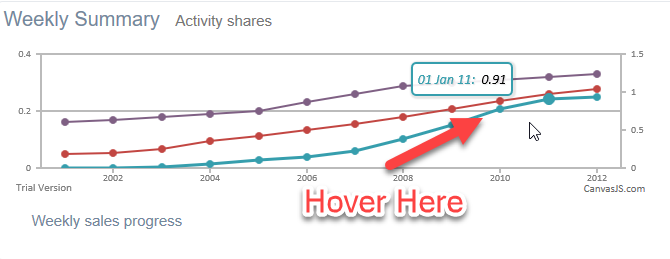 Weekly Summary Activity shares
0.4 1.5
01 Jan 11: 0.91
1
0.2
0.5
0 0
2002 2004 2006 2008 2010 2012
Trial Version CanvasJS.com
Hover Here
Weekly sales progress